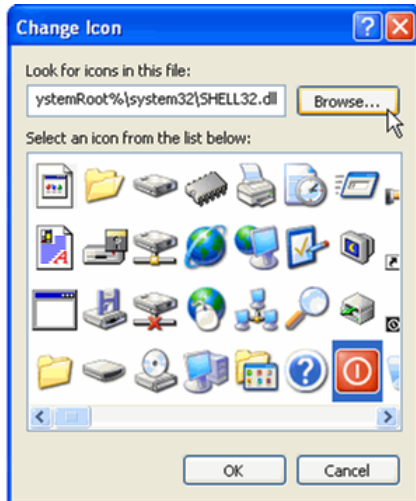 Change Icon
Look for icons in this file:
ystemRoot%\system32\SHELL32.dll
Browse...
Select an icon from the list below:
OK
Cancel